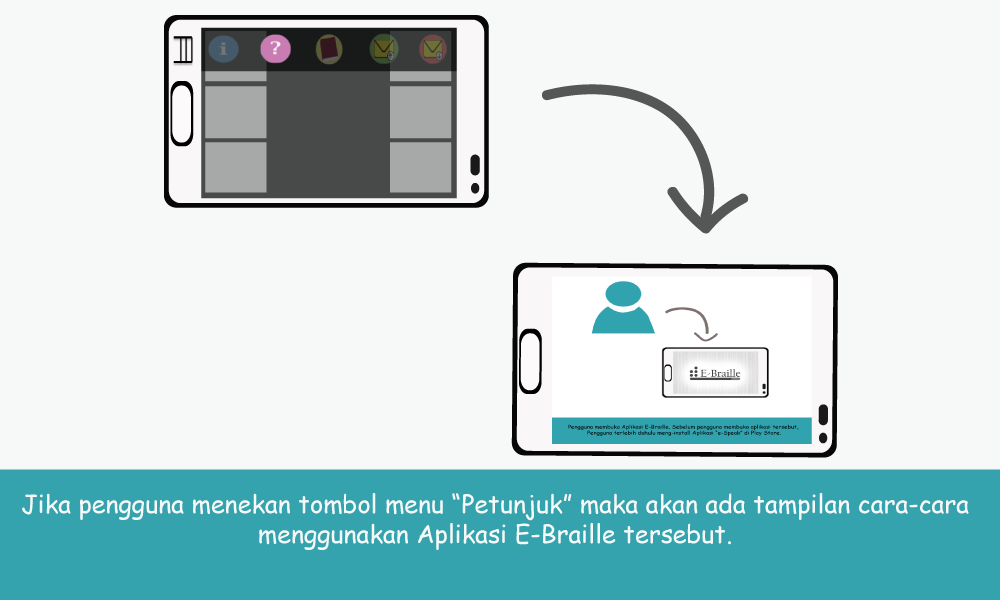 i ?
E-Braille
Pengguna membuka Aplikasi E-Braille. Sebelum pengguna membuka aplikasi tersebut,
Pengguna terlebih dahulu meng-install Aplikasi "e-Speak" di Play Store.
Jika pengguna menekan tombol menu “Petunjuk” maka akan ada tampilan cara-cara
menggunakan Aplikasi E-Braille tersebut.